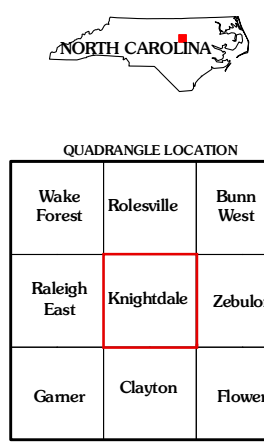 NORTH CAROLINA
QUADRANGLE LOCATION
Wake
Forest
Rolesville
Bunn
West
Raleigh
East
Knightdale
Zebulo
Garner
Clayton
Flower